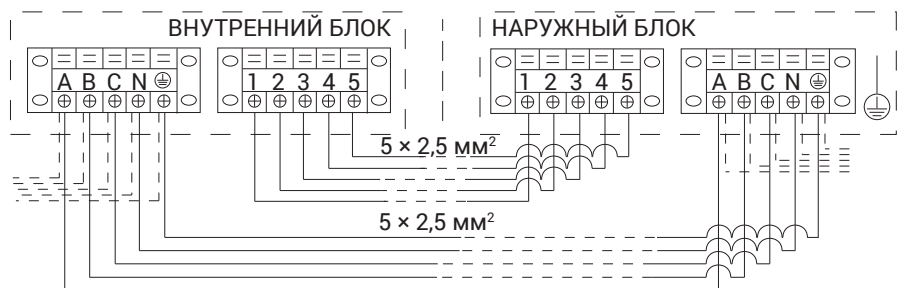 ВНУТРЕННИЙ БЛОК
НАРУЖНЫЙ БЛОК
A B C N
1 2 3 4 5
1 2 3 4 5
A B C N
5 × 2,5 мм²
5 × 2,5 мм²